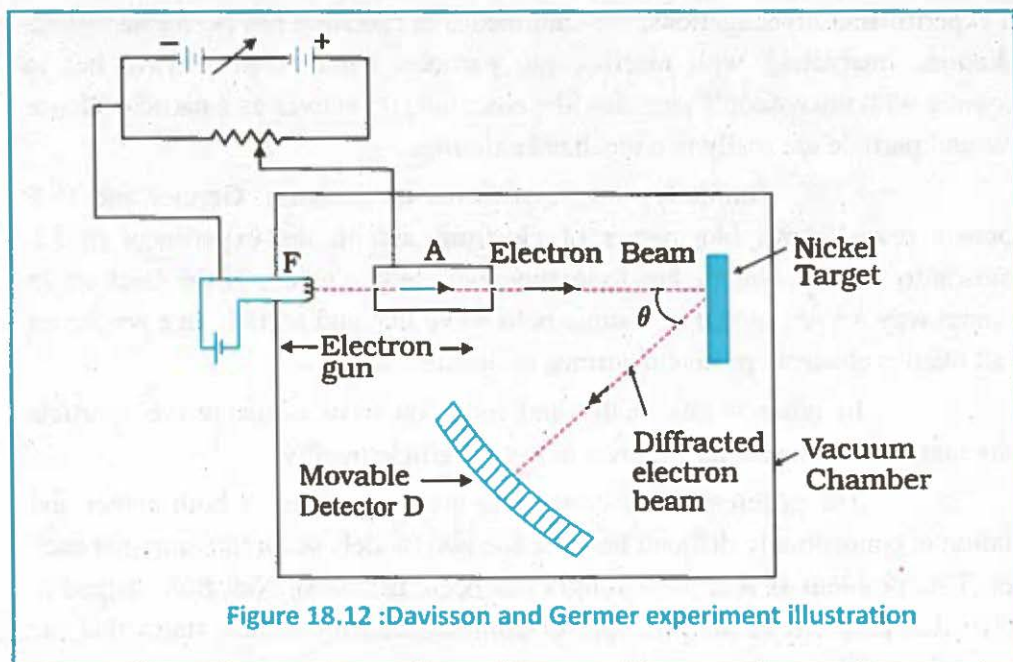 − +
F
A
Electron Beam
Nickel
Target
θ
Electron
gun
Diffracted
electron
beam
Vacuum
Chamber
Movable
Detector D
Figure 18.12 :Davisson and Germer experiment illustration